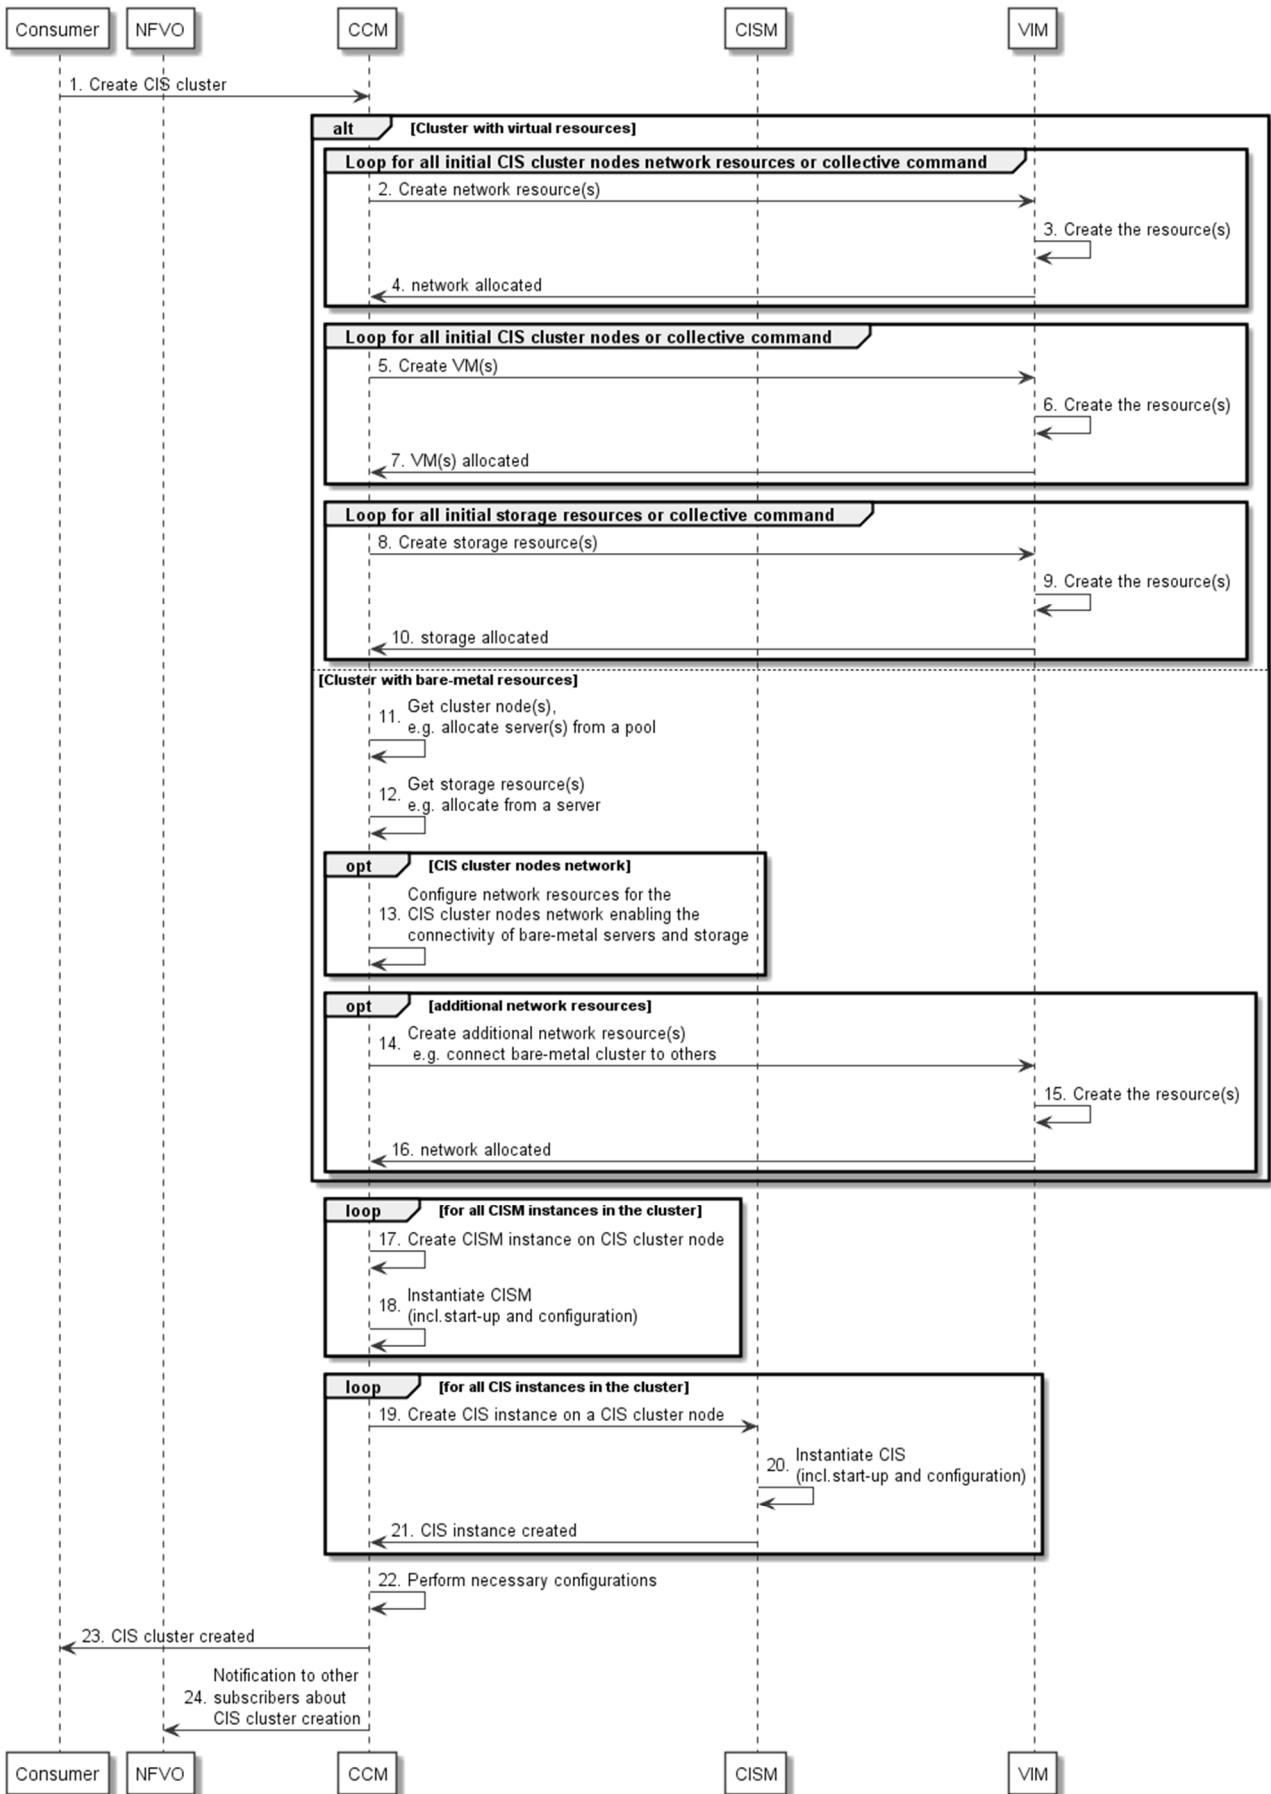 Consumer NFVO CCM CISM VIM
1. Create CIS cluster
alt [Cluster with virtual resources]
Loop for all initial CIS cluster nodes network resources or collective command
2. Create network resource(s)
3. Create the resource(s)
4. network allocated
Loop for all initial CIS cluster nodes or collective command
5. Create VM(s)
6. Create the resource(s)
7. VM(s) allocated
Loop for all initial storage resources or collective command
8. Create storage resource(s)
9. Create the resource(s)
10. storage allocated
[Cluster with bare-metal resources]
11. Get cluster node(s),
e.g. allocate server(s) from a pool
12. Get storage resource(s)
e.g. allocate from a server
opt [CIS cluster nodes network]
Configure network resources for the
13. CIS cluster nodes network enabling the
connectivity of bare-metal servers and storage
opt [additional network resources]
14. Create additional network resource(s)
e.g. connect bare-metal cluster to others
15. Create the resource(s)
16. network allocated
loop [for all CISM instances in the cluster]
17. Create CISM instance on CIS cluster node
18. Instantiate CISM
(incl.start-up and configuration)
loop [for all CIS instances in the cluster]
19. Create CIS instance on a CIS cluster node
20. Instantiate CIS
(incl.start-up and configuration)
21. CIS instance created
22. Perform necessary configurations
23. CIS cluster created
Notification to other
24. subscribers about
CIS cluster creation
Consumer NFVO CCM CISM VIM